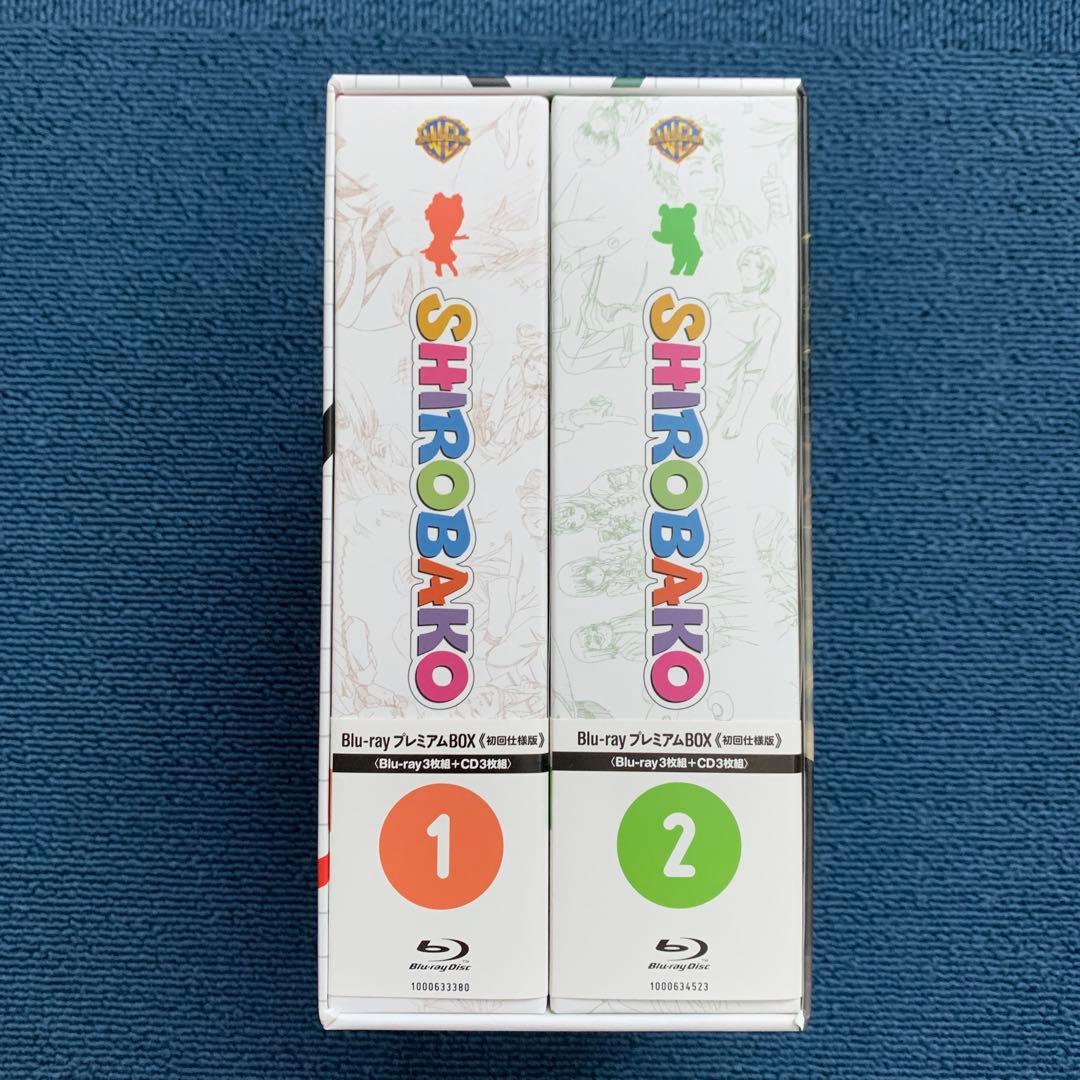 WB
SHIROBAKO
Blu-ray プレミアムBOX《初回仕様版》
〈Blu-ray3枚組＋CD3枚組〉
1
Blu-ray Disc™
1000633380
WB
SHIROBAKO
Blu-ray プレミアムBOX《初回仕様版》
〈Blu-ray3枚組＋CD3枚組〉
2
Blu-ray Disc™
1000634523